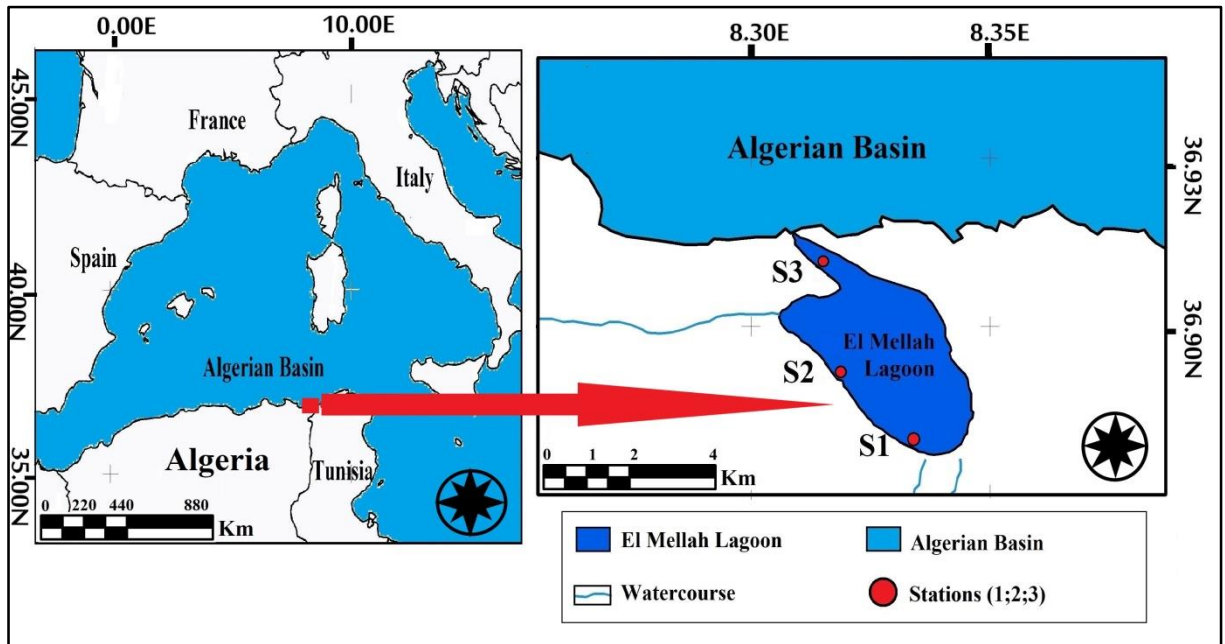 0.00E
10.00E
45.00N
40.00N
35.00N
France
Italy
Spain
Algerian Basin
Algeria
Tunisia
0 220 440 880
Km
8.30E
8.35E
Algerian Basin
36.93N
36.90N
S3
El Mellah
Lagoon
S2
S1
0 1 2 4
Km
El Mellah Lagoon
Algerian Basin
Watercourse
Stations (1;2;3)